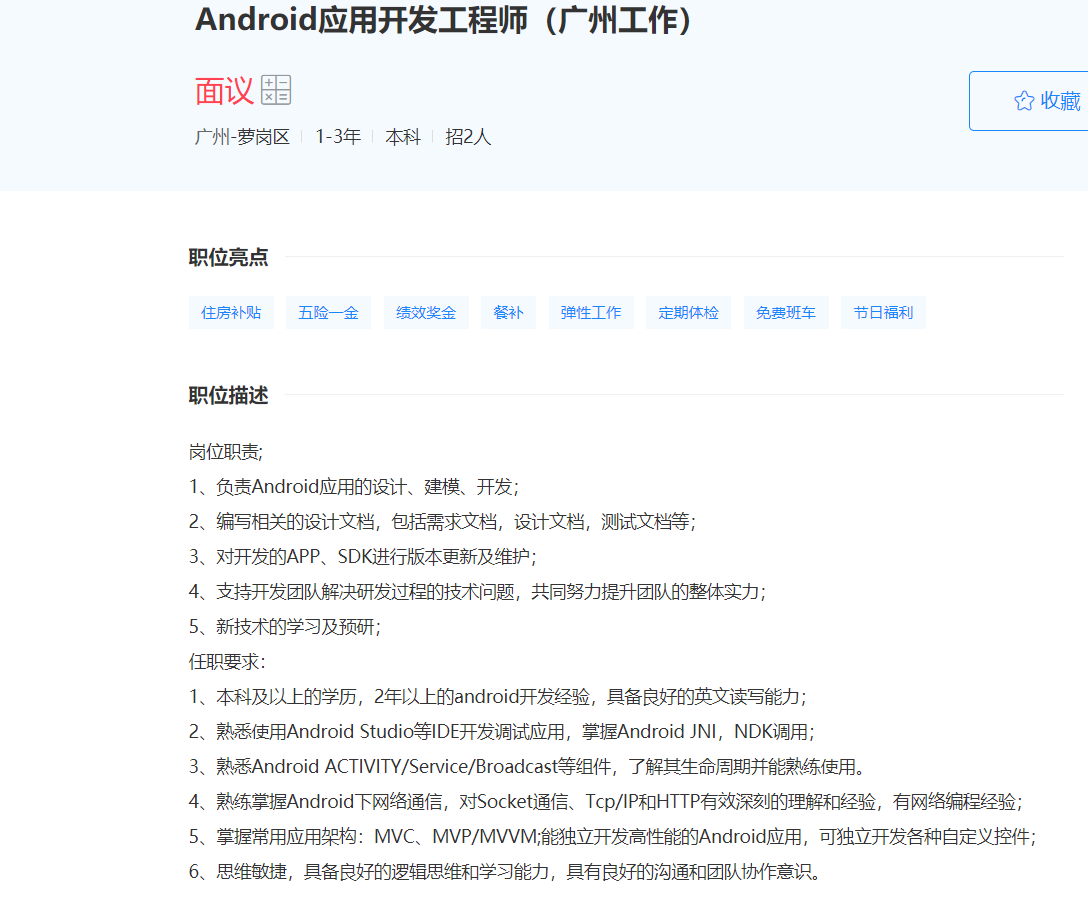 Android应用开发工程师（广州工作）
面议
收藏
广州-萝岗区 1-3年 本科 招2人
职位亮点
住房补贴 五险一金 绩效奖金 餐补 弹性工作 定期体检 免费班车 节日福利
职位描述
岗位职责;
1、负责Android应用的设计、建模、开发；
2、编写相关的设计文档，包括需求文档，设计文档，测试文档等；
3、对开发的APP、SDK进行版本更新及维护；
4、支持开发团队解决研发过程的技术问题，共同努力提升团队的整体实力；
5、新技术的学习及预研；
任职要求：
1、本科及以上的学历，2年以上的android开发经验，具备良好的英文读写能力；
2、熟悉使用Android Studio等IDE开发调试应用，掌握Android JNI，NDK调用；
3、熟悉Android ACTIVITY/Service/Broadcast等组件，了解其生命周期并能熟练使用。
4、熟练掌握Android下网络通信，对Socket通信、Tcp/IP和HTTP有效深刻的理解和经验，有网络编程经验；
5、掌握常用应用架构：MVC、MVP/MVVM;能独立开发高性能的Android应用，可独立开发各种自定义控件；
6、思维敏捷，具备良好的逻辑思维和学习能力，具有良好的沟通和团队协作意识。